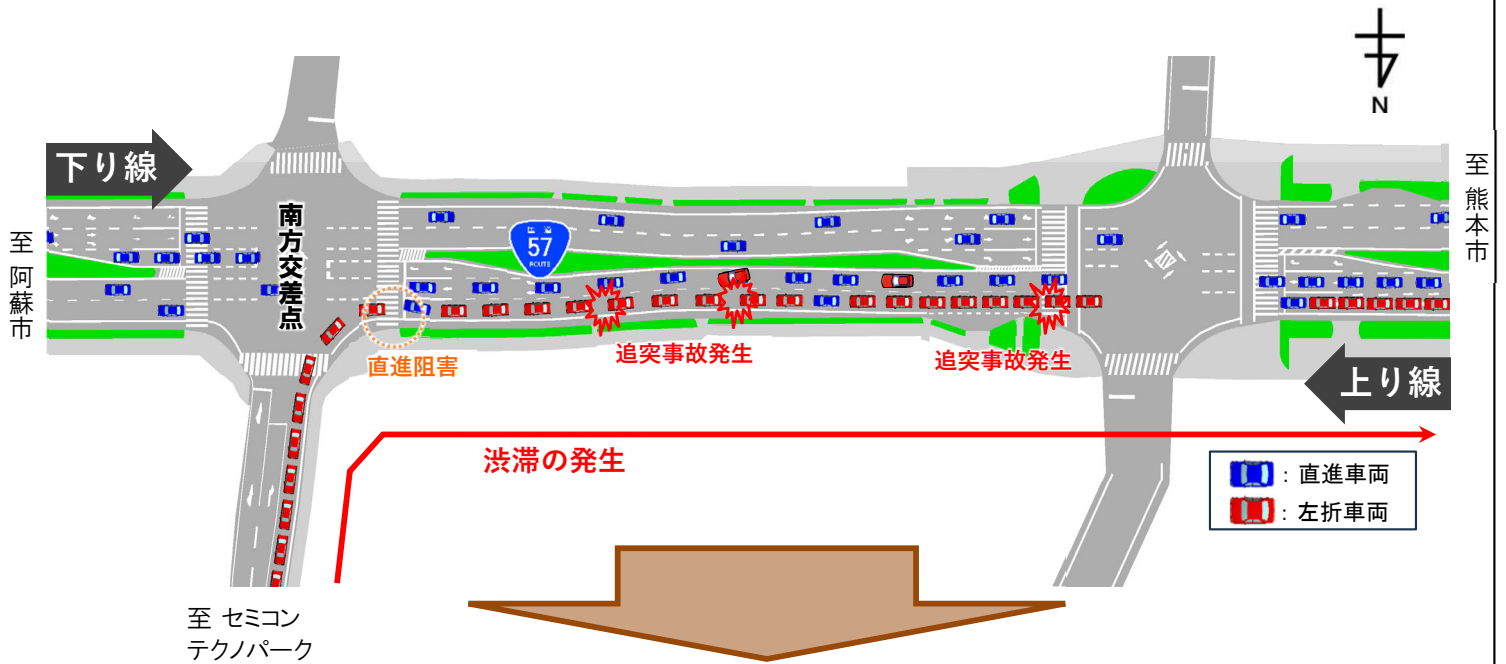 N
下り線
至 阿蘇市
南方交差点
57
ROUTE
至 熊本市
直進阻害
追突事故発生
追突事故発生
上り線
渋滞の発生
: 直進車両
: 左折車両
至 セミコン
テクノパーク